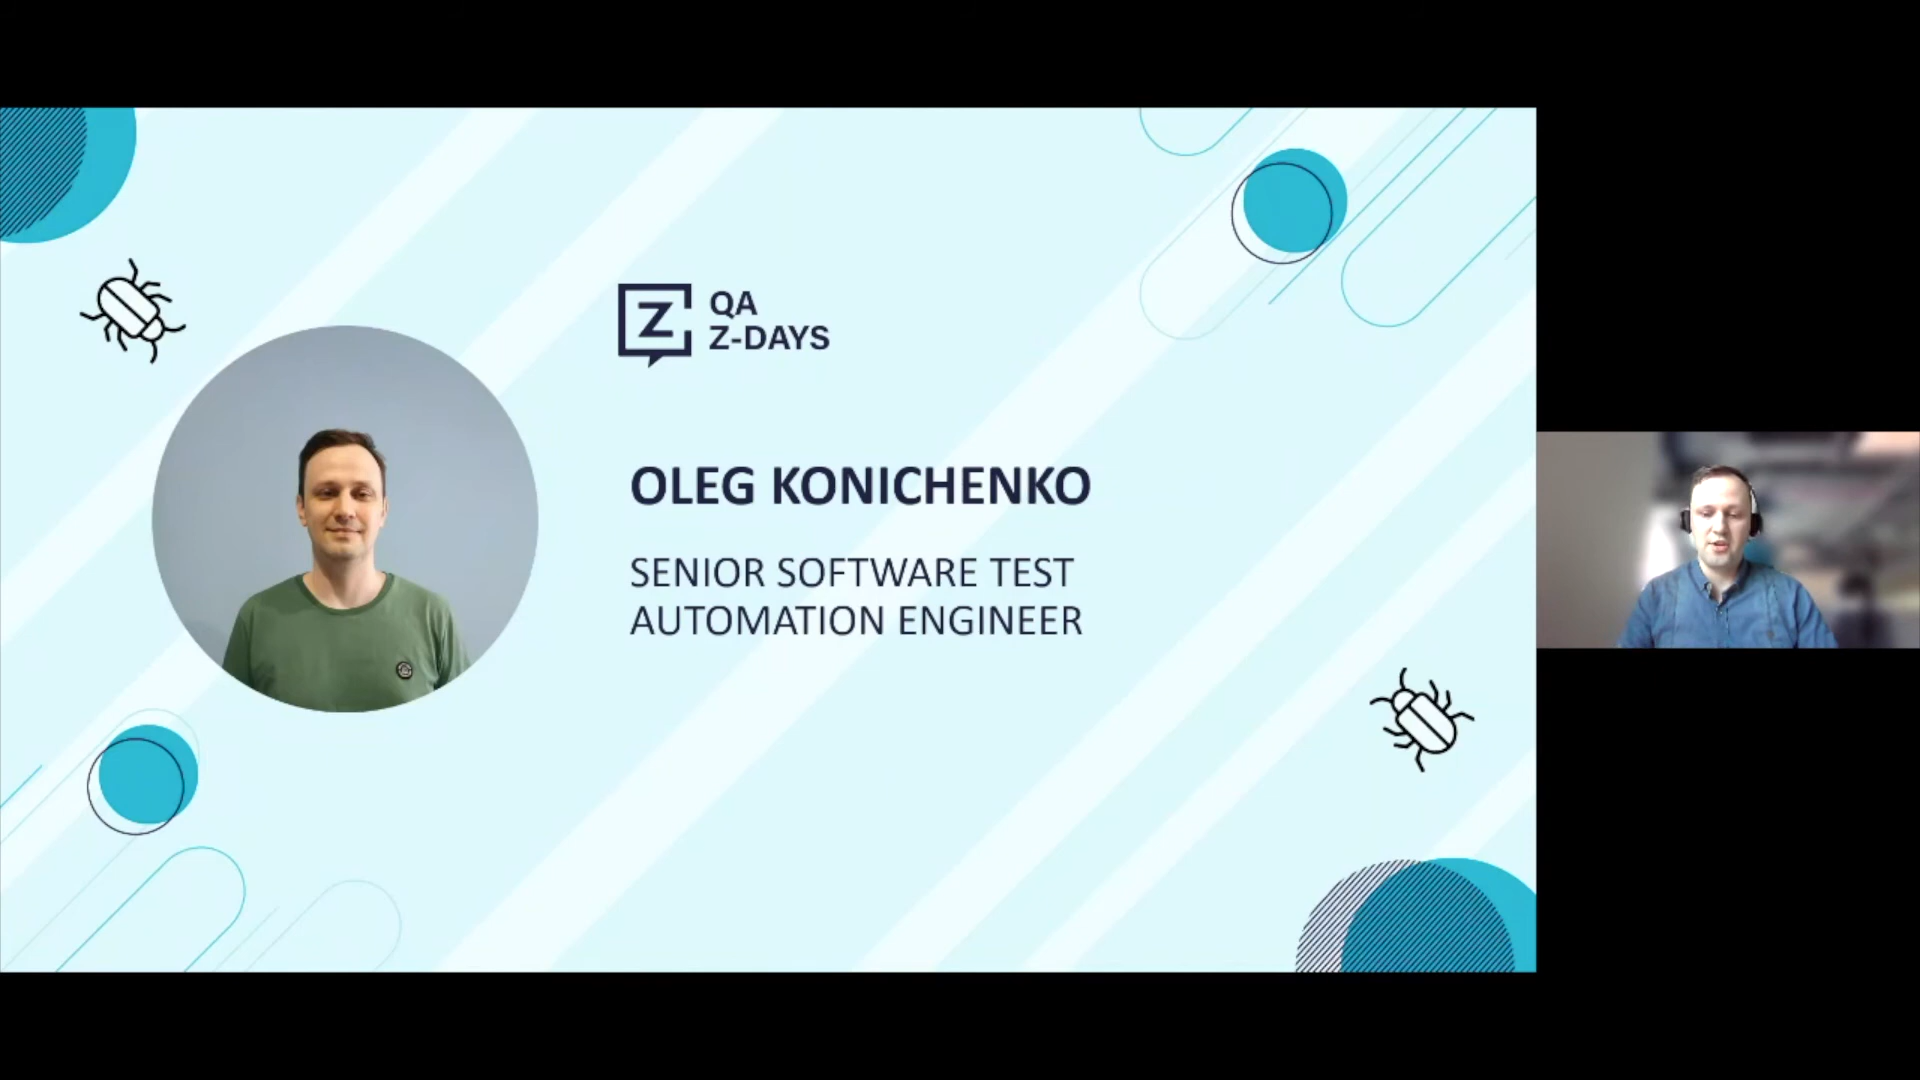 Z
QA
Z-DAYS
OLEG KONICHENKO
SENIOR SOFTWARE TEST
AUTOMATION ENGINEER